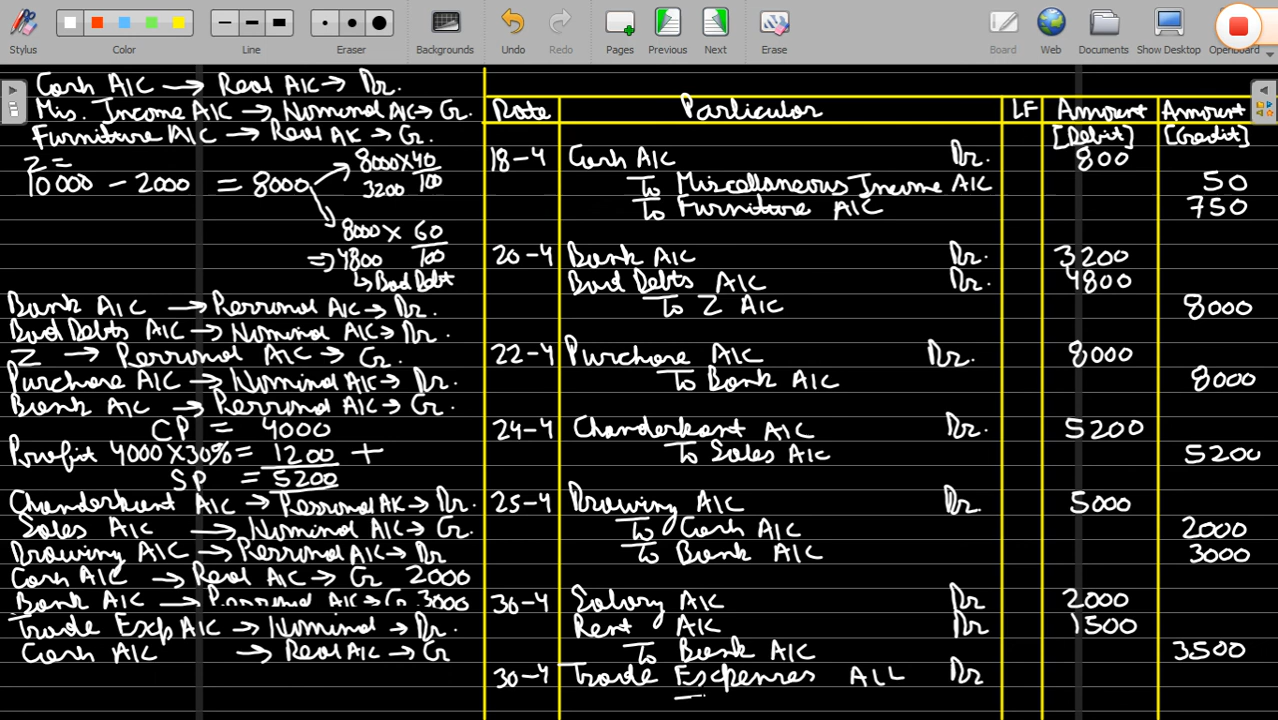 Stylus
Color
Line
Eraser
Backgrounds
Undo
Redo
Pages
Previous
Next
Erase
Board
Web
Documents
Show Desktop
Openboard
Cash A/C → Real A/C → Dr.
Mis. Income A/C → Nominal A/C → Cr.
Furniture A/C → Real A/C → Cr.
Z =
10000 - 2000 = 8000
8000 × 40
3200 100
8000 × 60
=> 4800 100
↳ Bad Debt
Bank A/C → Personal A/C → Dr.
Bad Debts A/C → Nominal A/C → Dr.
Z → Personal A/C → Cr.
Purchase A/C → Nominal A/C → Dr.
Bank A/C → Personal A/C → Cr.
CP = 4000
Profit 4000 × 30% = 1200 +
SP = 5200
Chanderkant A/C → Personal A/C → Dr.
Sales A/C → Nominal A/C → Cr.
Drawing A/C → Personal A/C → Dr
Cash A/C → Real A/C → Cr 2000
Bank A/C → Personal A/C → Cr 3000
Trade Exp A/C → Nominal → Dr.
Cash A/C → Real A/C → Cr
Date Particular LF Amount Amount
[Debit] [Credit]
18-4 Cash A/C Dr. 800
To Miscellaneous Income A/C 50
To Furniture A/C 750
20-4 Bank A/C Dr. 3200
Bad Debts A/C Dr. 4800
To Z A/C 8000
22-4 Purchase A/C Dr. 8000
To Bank A/C 8000
24-4 Chanderkant A/C Dr. 5200
To Sales A/C 5200
25-4 Drawing A/C Dr. 5000
To Cash A/C 2000
To Bank A/C 3000
30-4 Salary A/C Dr 2000
Rent A/C Dr 1500
To Bank A/C 3500
30-4 Trade Expenses A/C Dr